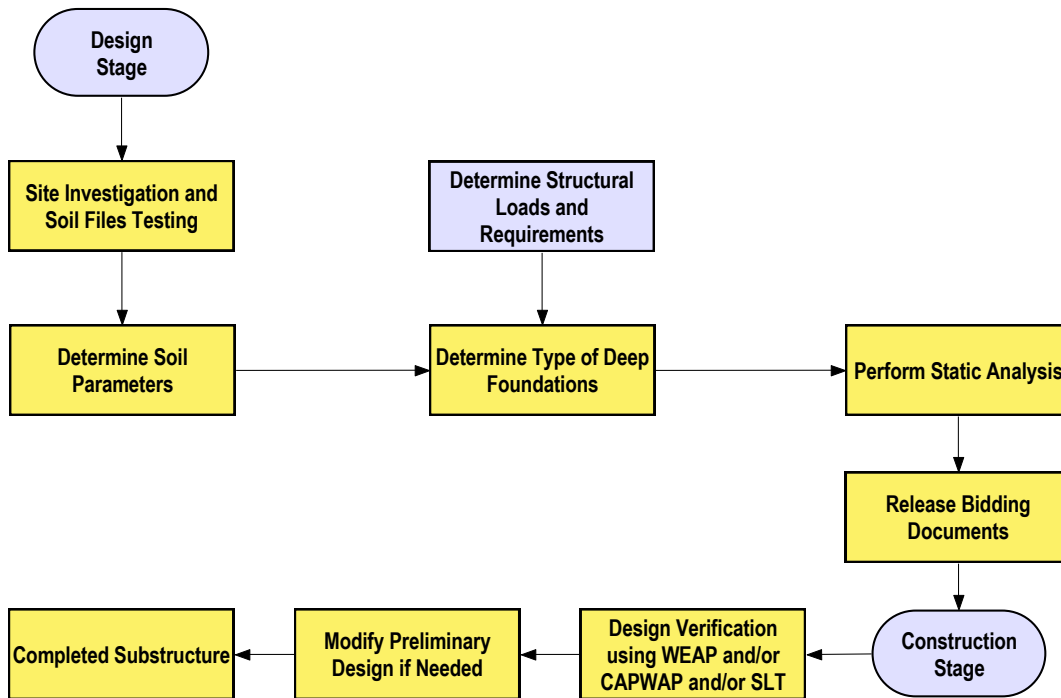 Design
Stage
Site Investigation and
Soil Files Testing
Determine Structural
Loads and
Requirements
Determine Soil
Parameters
Determine Type of Deep
Foundations
Perform Static Analysis
Release Bidding
Documents
Construction
Stage
Design Verification
using WEAP and/or
CAPWAP and/or SLT
Modify Preliminary
Design if Needed
Completed Substructure